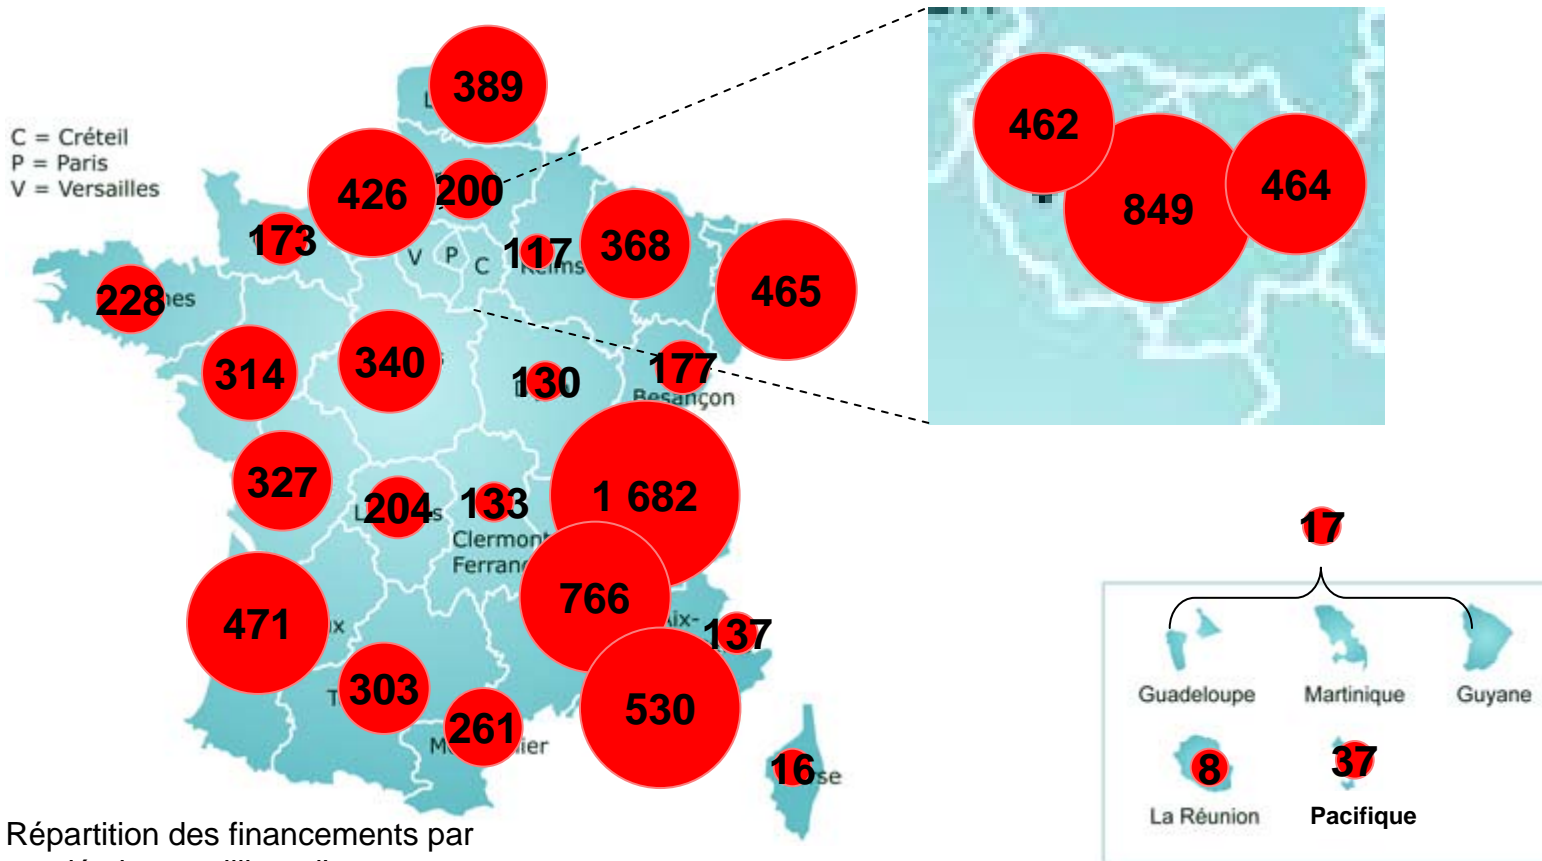 389
C = Créteil
P = Paris
V = Versailles
462
426
200
464
849
173
117
368
V P C
465
228
314
340
130
177
Besançon
327
204
133
1 682
Clermont
17
766
471
Aix-
137
303
530
261
Guadeloupe
Martinique
Guyane
16
8
37
La Réunion
Pacifique
Répartition des financements par